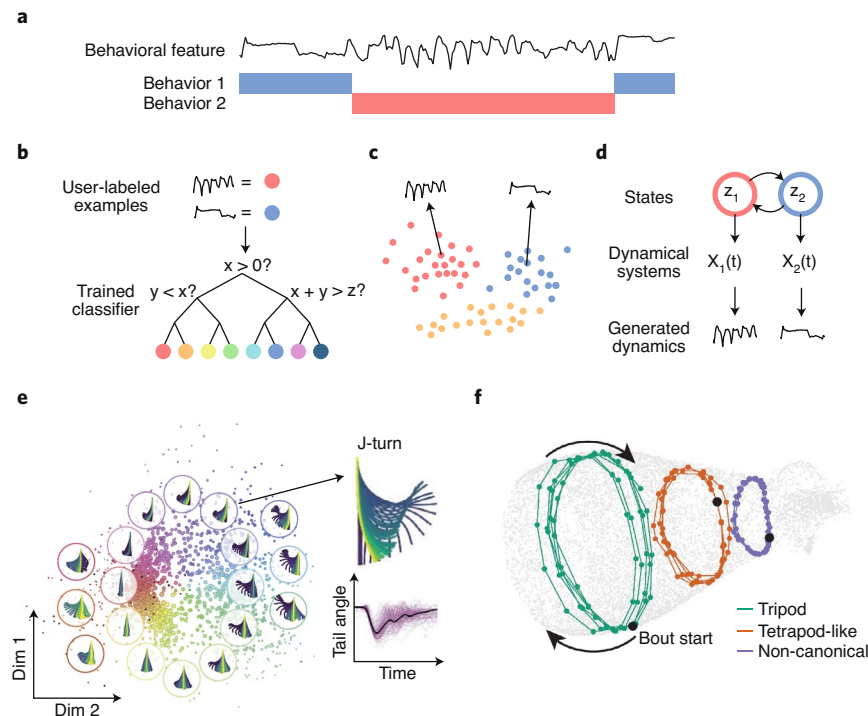 a
Behavioral feature
Behavior 1
Behavior 2
b
User-labeled
examples
=
=
x > 0?
y < x?
x + y > z?
Trained
classifier
c
d
States
z1
z2
Dynamical
systems
X1(t)
X2(t)
Generated
dynamics
e
J-turn
Tail angle
Time
Dim 1
Dim 2
f
Bout start
Tripod
Tetrapod-like
Non-canonical